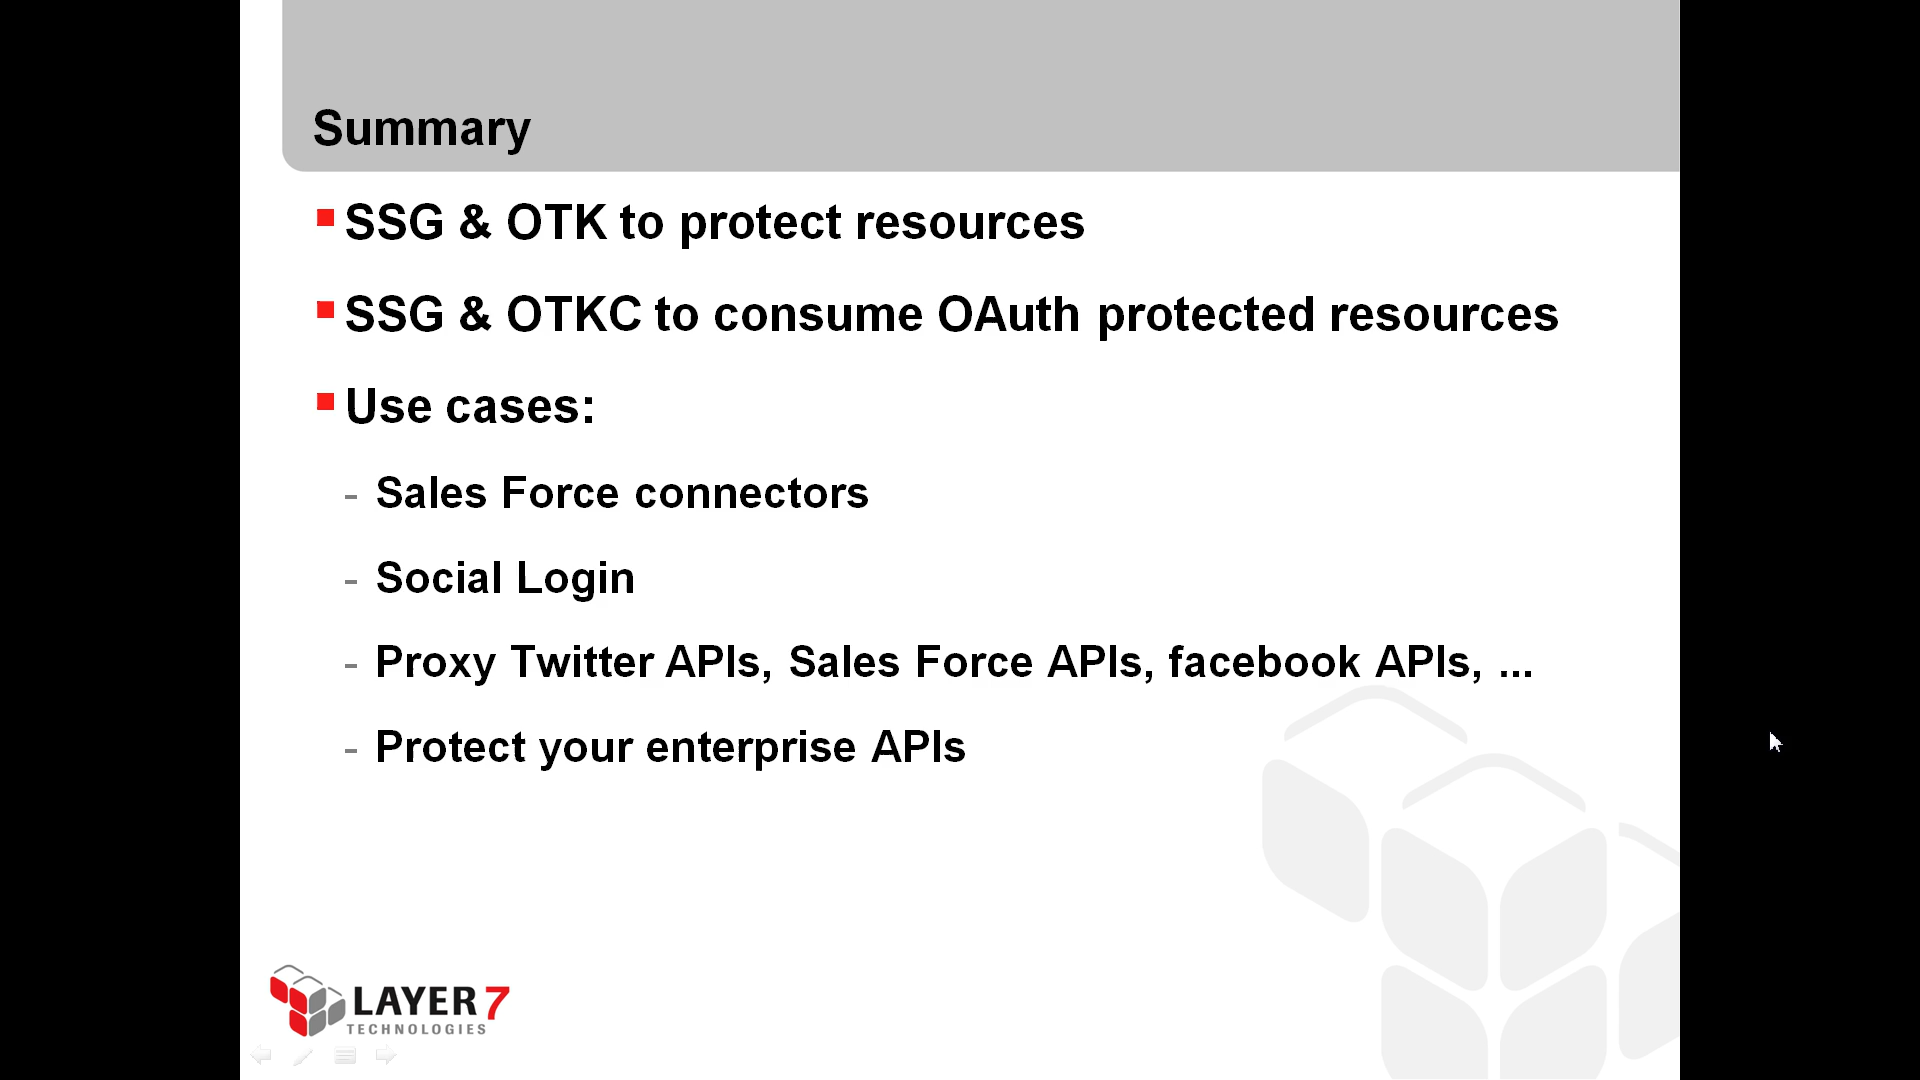 Summary
SSG & OTK to protect resources
SSG & OTKC to consume OAuth protected resources
Use cases:
- Sales Force connectors
- Social Login
- Proxy Twitter APIs, Sales Force APIs, facebook APIs, ...
- Protect your enterprise APIs
LAYER 7
TECHNOLOGIES